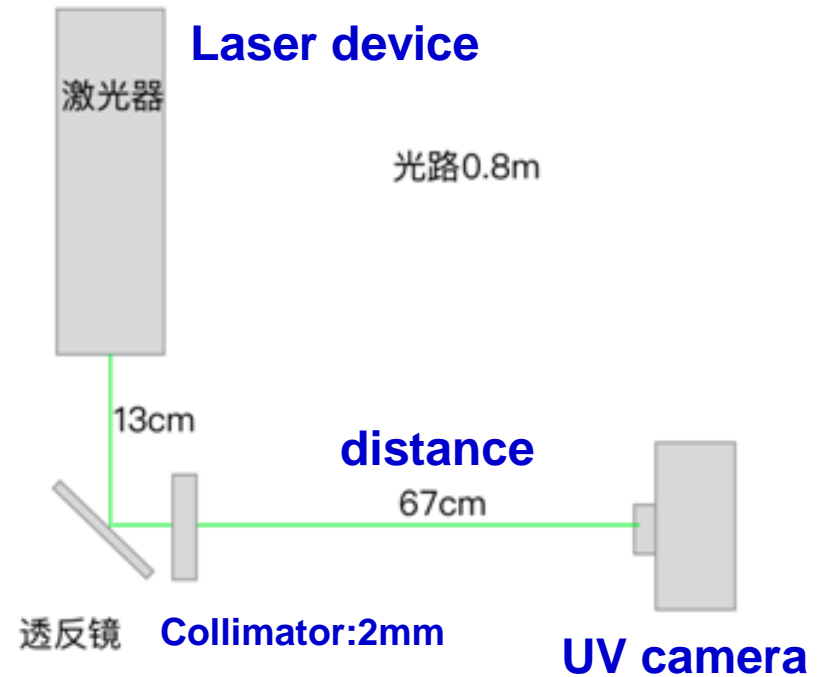 Laser device
激光器
光路0.8m
13cm
distance
67cm
透反镜
Collimator:2mm
UV camera